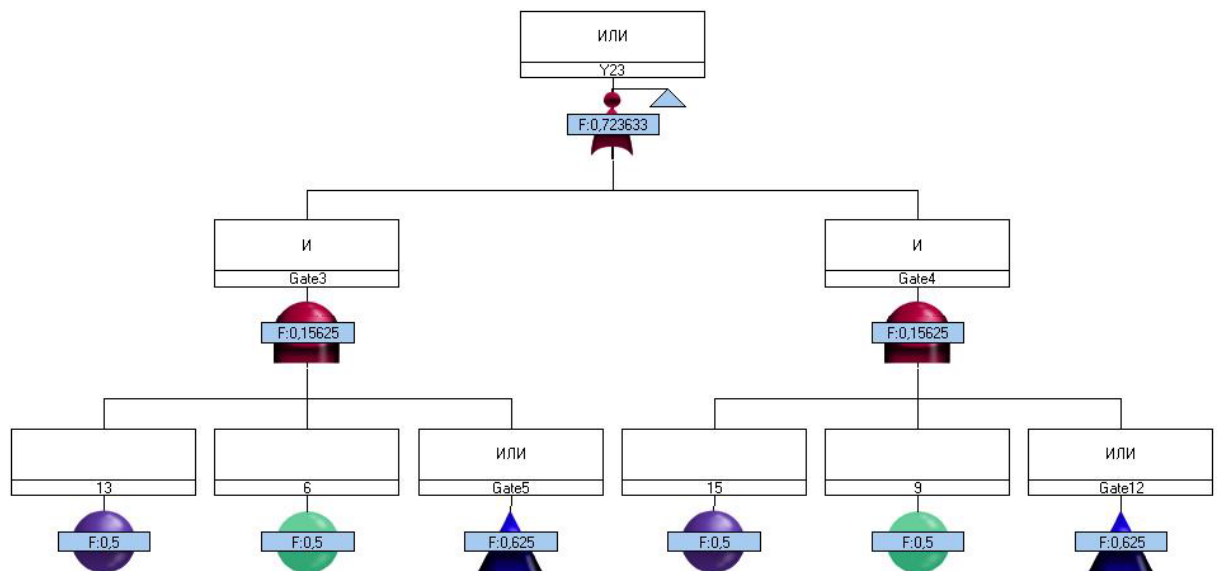 ИЛИ
Y23
F:0,723633
И
Gate3
F:0,15625
И
Gate4
F:0,15625
13
F:0,5
6
F:0,5
ИЛИ
Gate5
F:0,625
15
F:0,5
9
F:0,5
ИЛИ
Gate12
F:0,625